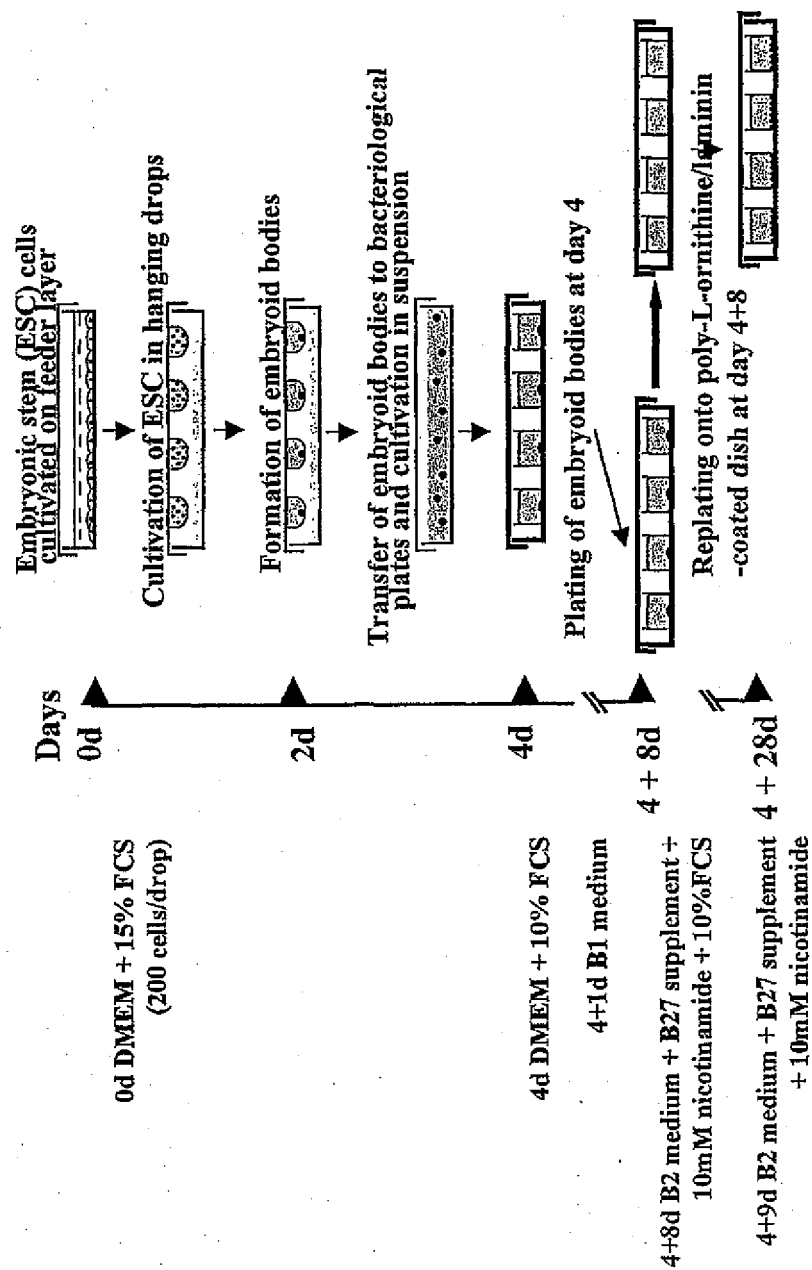 Embryonic stem (ESC) cells
cultivated on feeder layer
Cultivation of ESC in hanging drops
Formation of embryoid bodies
Transfer of embryoid bodies to bacteriological
plates and cultivation in suspension
Plating of embryoid bodies at day 4
Replating onto poly-L-ornithine/laminin
-coated dish at day 4+8
Days
0d
2d
4d
4 + 8d
4 + 28d
0d DMEM + 15% FCS
(200 cells/drop)
4d DMEM + 10% FCS
4+1d B1 medium
4+8d B2 medium + B27 supplement +
10mM nicotinamide + 10%FCS
4+9d B2 medium + B27 supplement
+ 10mM nicotinamide